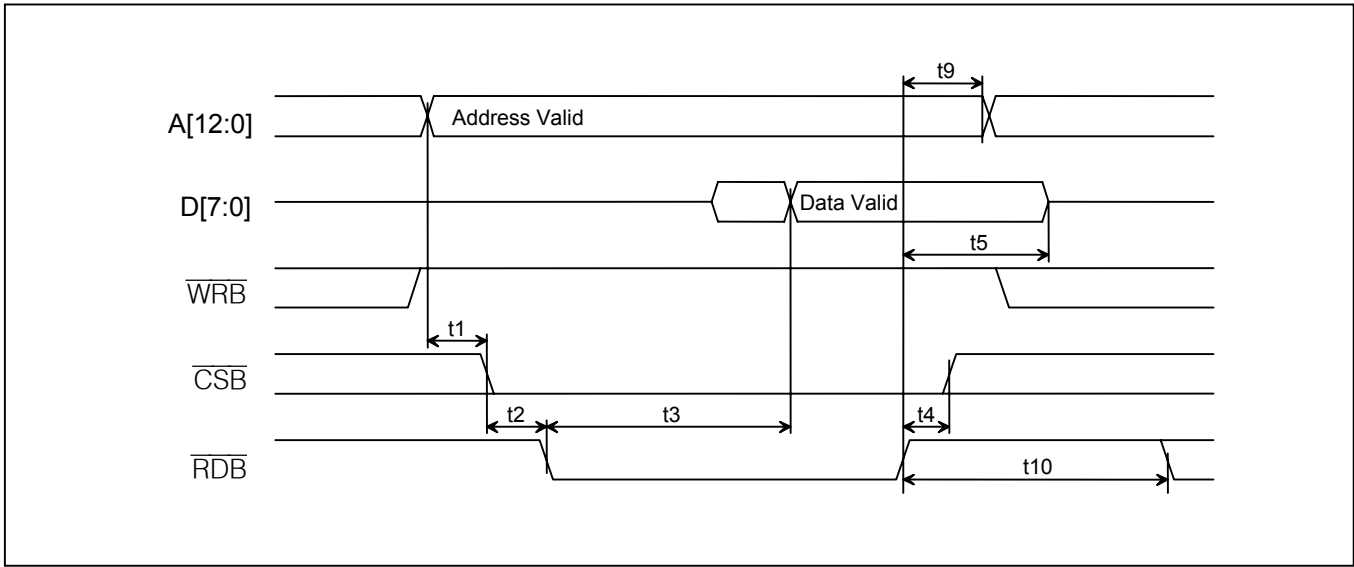 t9
A[12:0]
Address Valid
D[7:0]
Data Valid
t5
WRB
t1
CSB
t2
t3
t4
RDB
t10